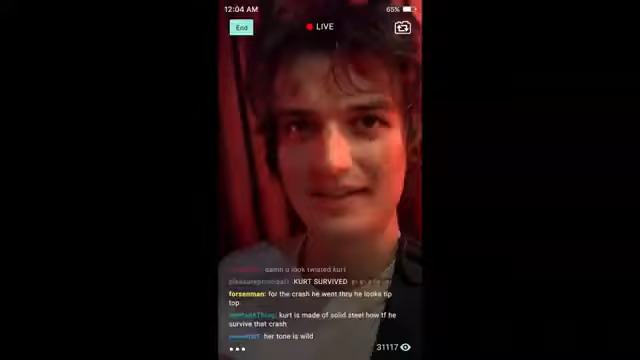 12:04 AM
65%
End
LIVE
damn u look twisted kurt
KURT SURVIVED
forsenman: for the crash he went thru he looks tip
top
kurt is made of solid steel how tf he
survive that crash
her tone is wild
31117